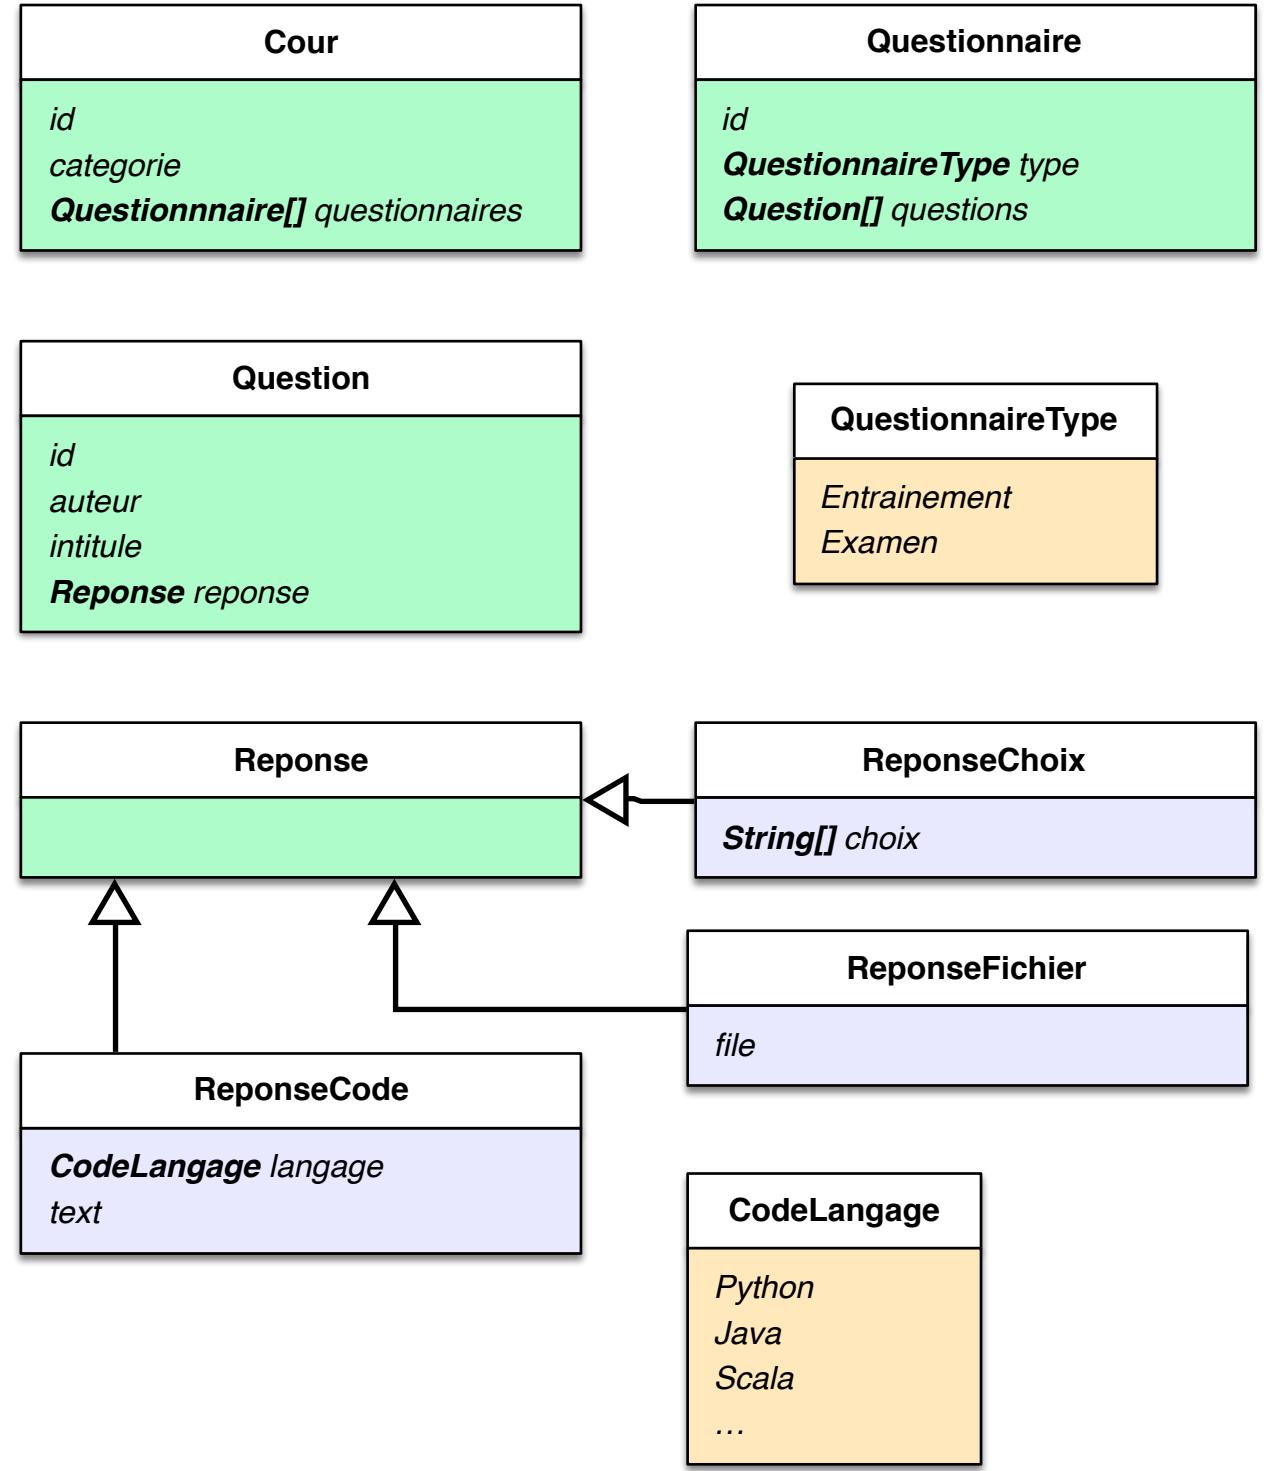 Cour
id
categorie
Questionnnaire[] questionnaires
Questionnaire
id
QuestionnaireType type
Question[] questions
Question
id
auteur
intitule
Reponse reponse
QuestionnaireType
Entrainement
Examen
Reponse
ReponseChoix
String[] choix
ReponseFichier
file
ReponseCode
CodeLangage langage
text
CodeLangage
Python
Java
Scala
…